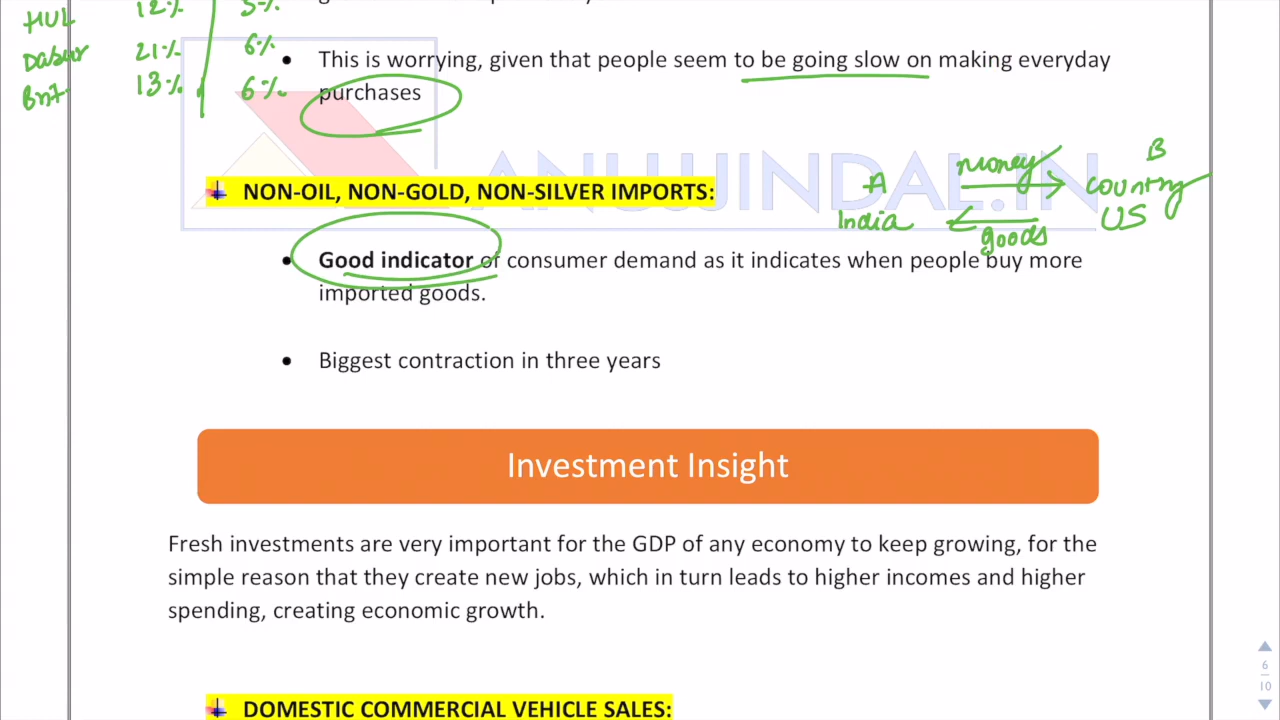 HUL 12% 5%
Dabur 21% 6%
Brit 13% 6%
• This is worrying, given that people seem to be going slow on making everyday
purchases
ANUJJINDAL.IN
NON-OIL, NON-GOLD, NON-SILVER IMPORTS:
A money B
India goods country
US
• Good indicator of consumer demand as it indicates when people buy more
imported goods.
• Biggest contraction in three years
Investment Insight
Fresh investments are very important for the GDP of any economy to keep growing, for the
simple reason that they create new jobs, which in turn leads to higher incomes and higher
spending, creating economic growth.
DOMESTIC COMMERCIAL VEHICLE SALES:
6
10